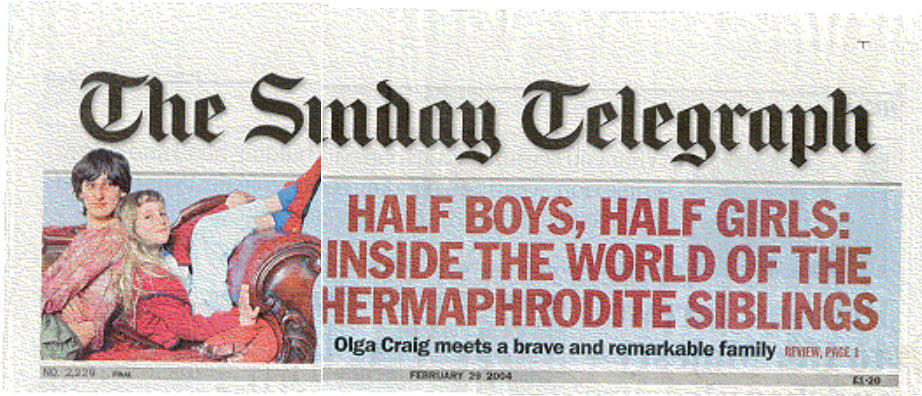 The Sunday Telegraph
HALF BOYS, HALF GIRLS:
INSIDE THE WORLD OF THE
HERMAPHRODITE SIBLINGS
Olga Craig meets a brave and remarkable family REVIEW, PAGE 1
NO. 2,229 FINAL FEBRUARY 29 2004 £1·20